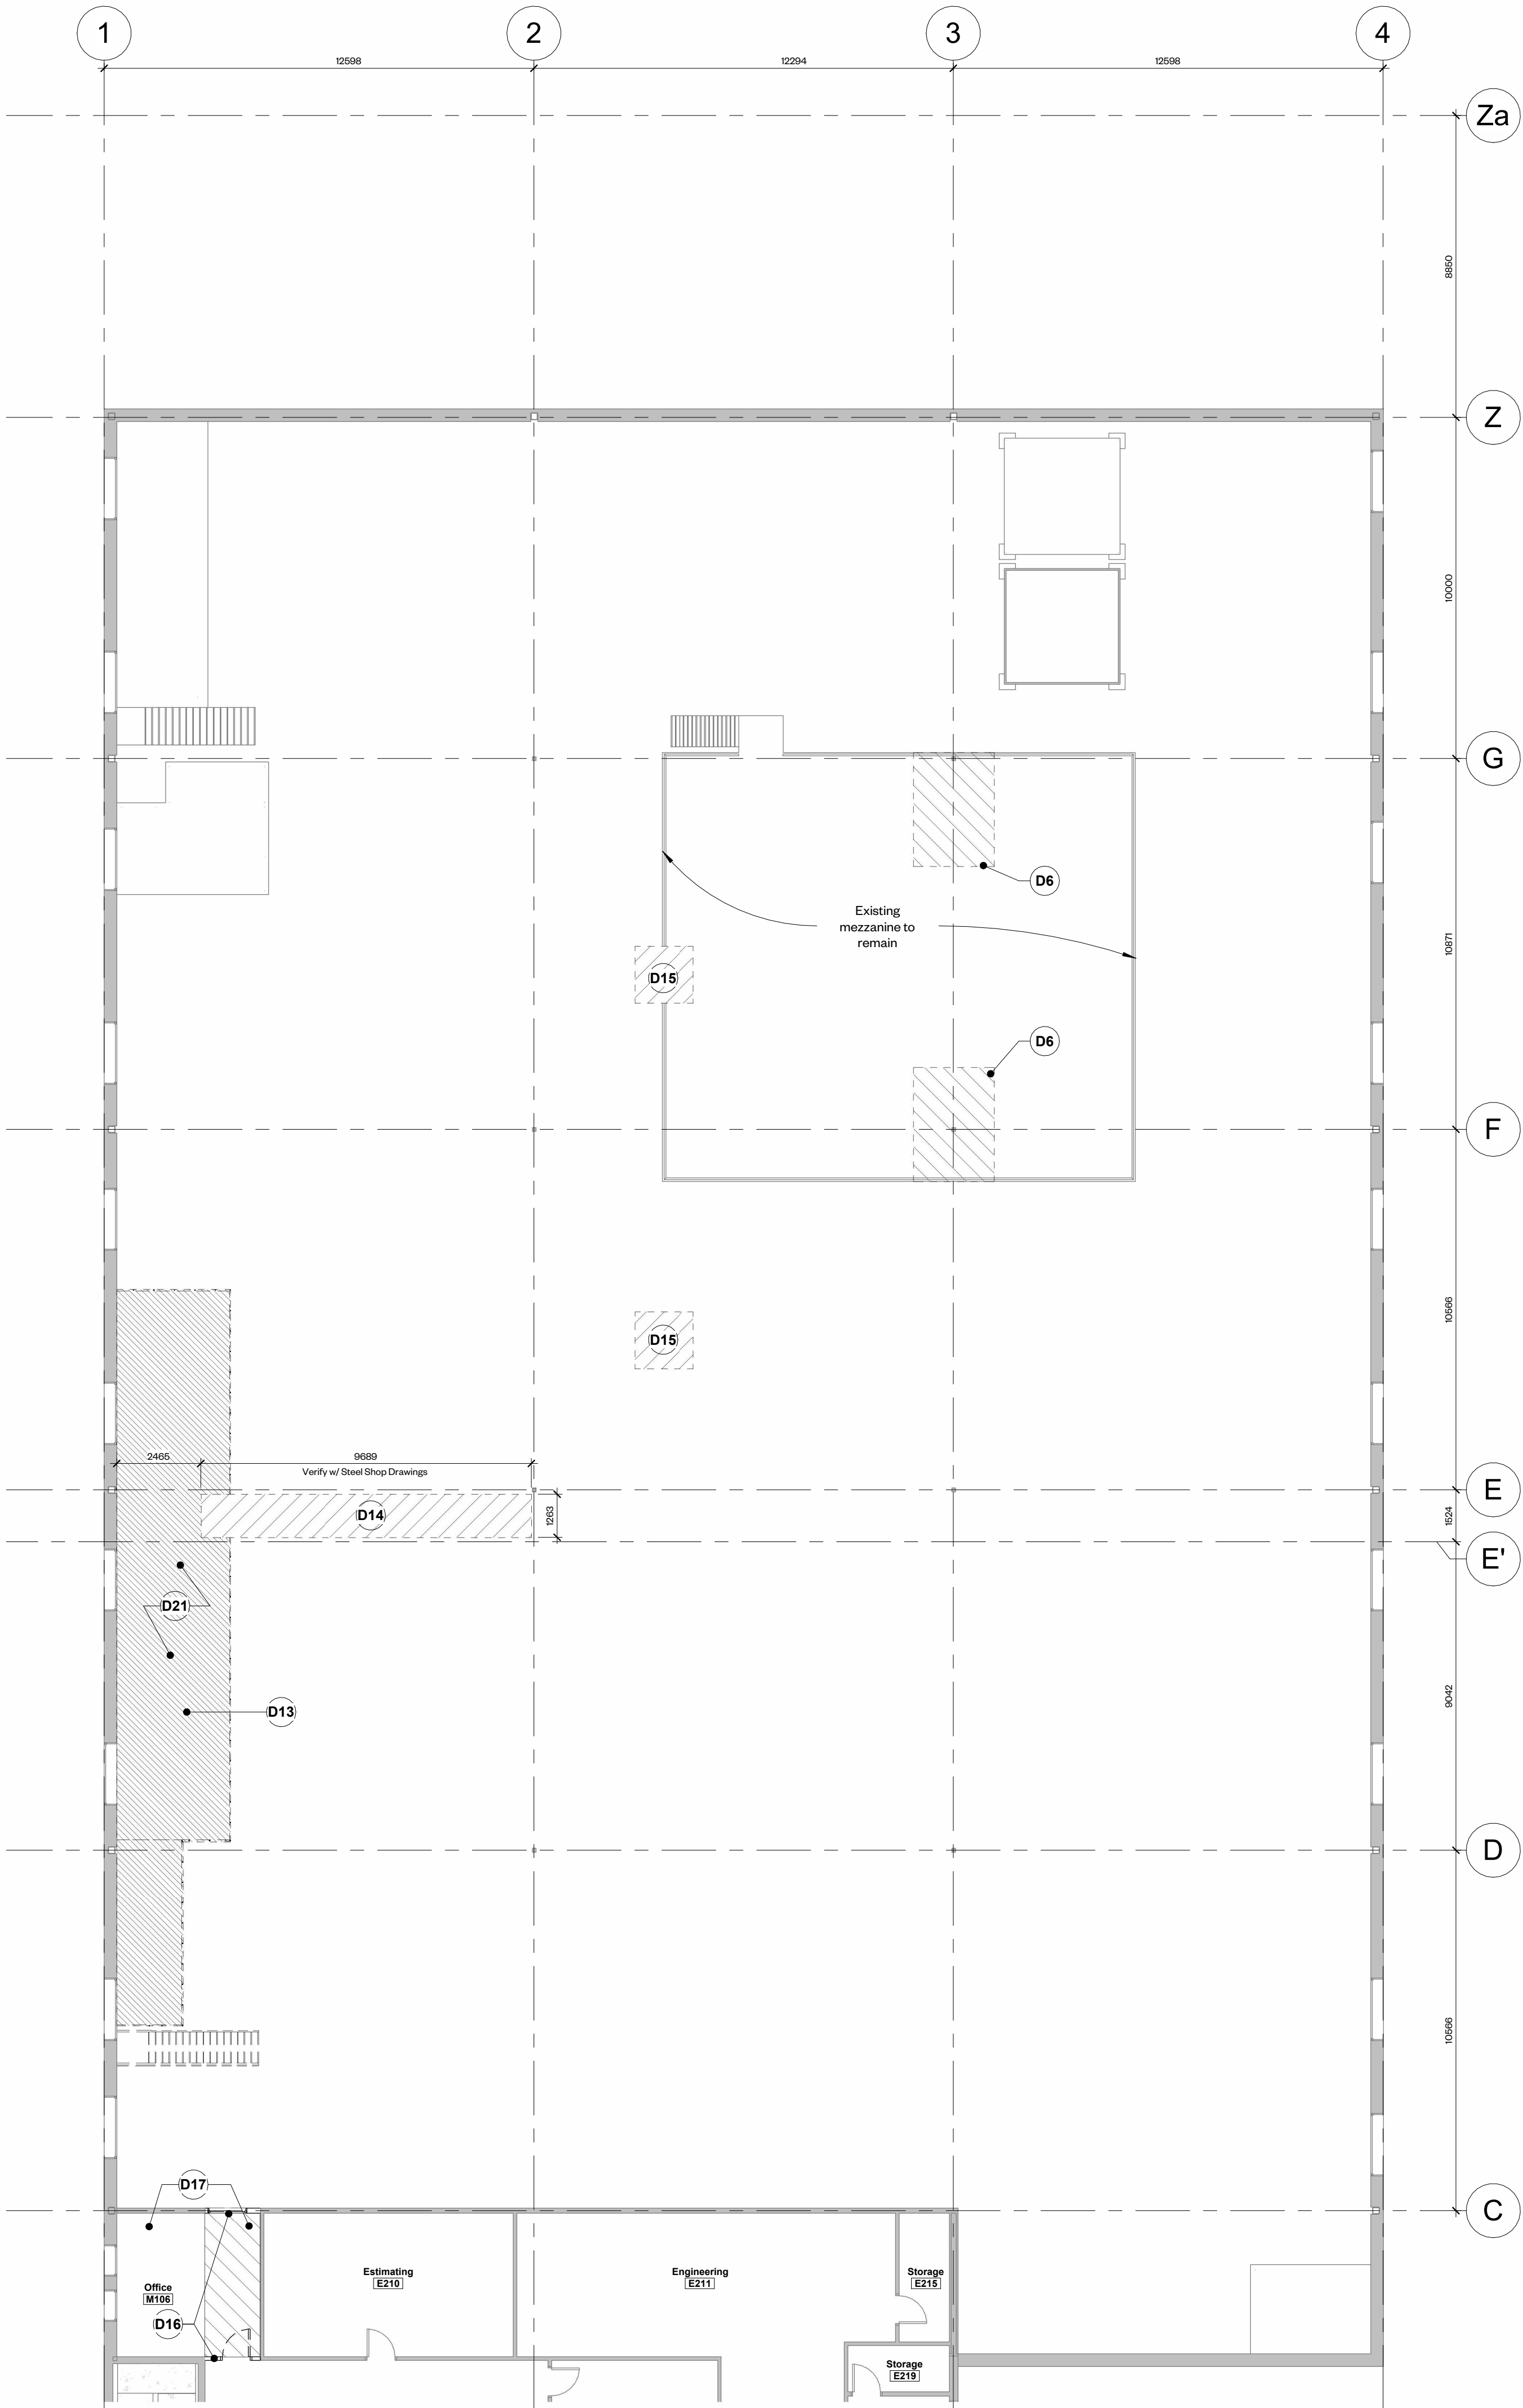 1
2
3
4
12598
12294
12598
Za
8850
Z
10000
G
D6
Existing
mezzanine to
remain
10871
D15
D6
F
D15
10566
2465
9689
Verify w/ Steel Shop Drawings
E
D14
1263
1524
E'
D21
9042
D13
D
10566
D17
C
Estimating
E210
Engineering
E211
Storage
E215
Office
M106
D16
Storage
E219